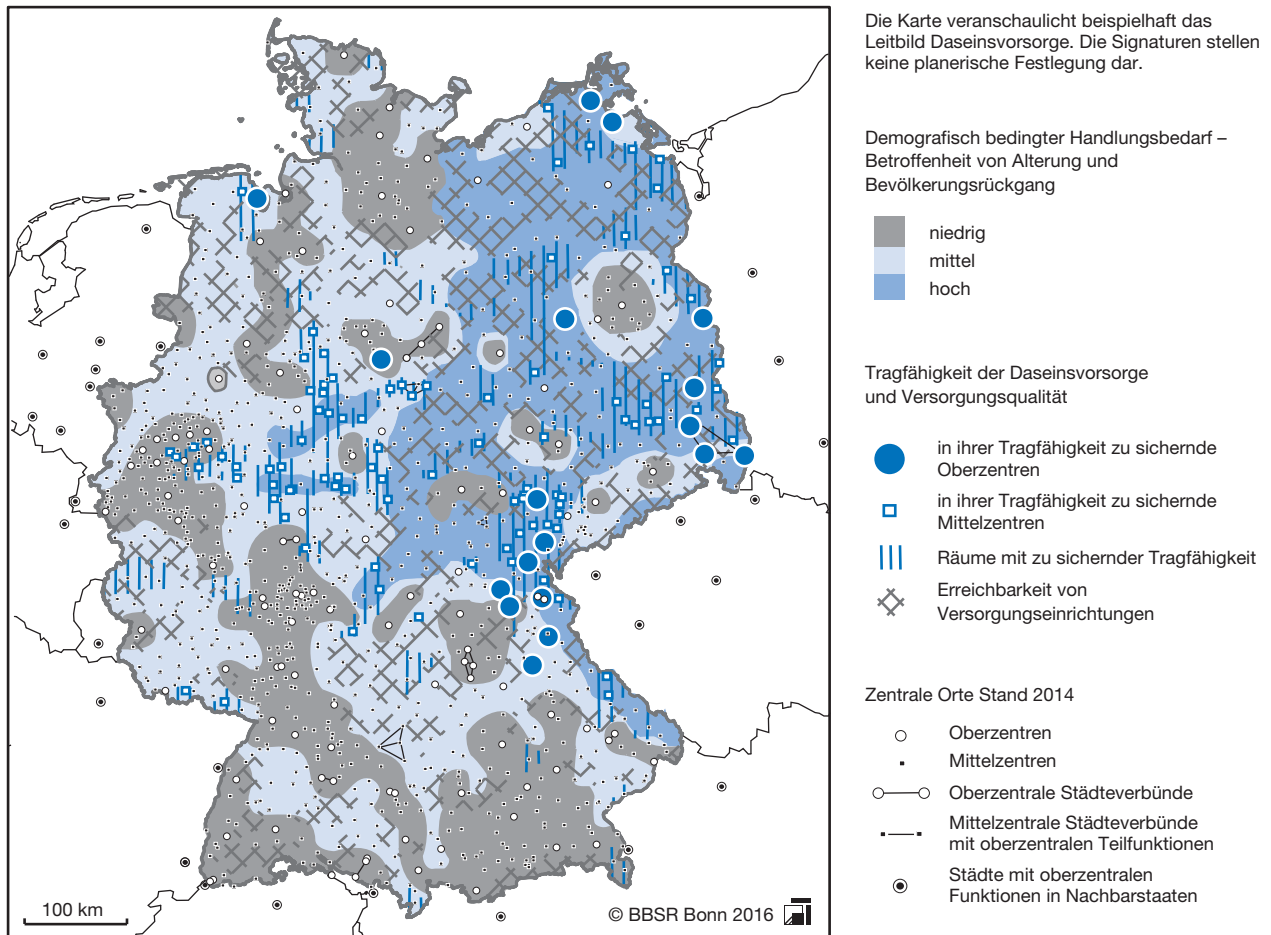 Die Karte veranschaulicht beispielhaft das
Leitbild Daseinsvorsorge. Die Signaturen stellen
keine planerische Festlegung dar.
Demografisch bedingter Handlungsbedarf –
Betroffenheit von Alterung und
Bevölkerungsrückgang
niedrig
mittel
hoch
Tragfähigkeit der Daseinsvorsorge
und Versorgungsqualität
in ihrer Tragfähigkeit zu sichernde
Oberzentren
in ihrer Tragfähigkeit zu sichernde
Mittelzentren
Räume mit zu sichernder Tragfähigkeit
Erreichbarkeit von
Versorgungseinrichtungen
Zentrale Orte Stand 2014
Oberzentren
Mittelzentren
Oberzentrale Städteverbünde
Mittelzentrale Städteverbünde
mit oberzentralen Teilfunktionen
Städte mit oberzentralen
Funktionen in Nachbarstaaten
100 km
© BBSR Bonn 2016